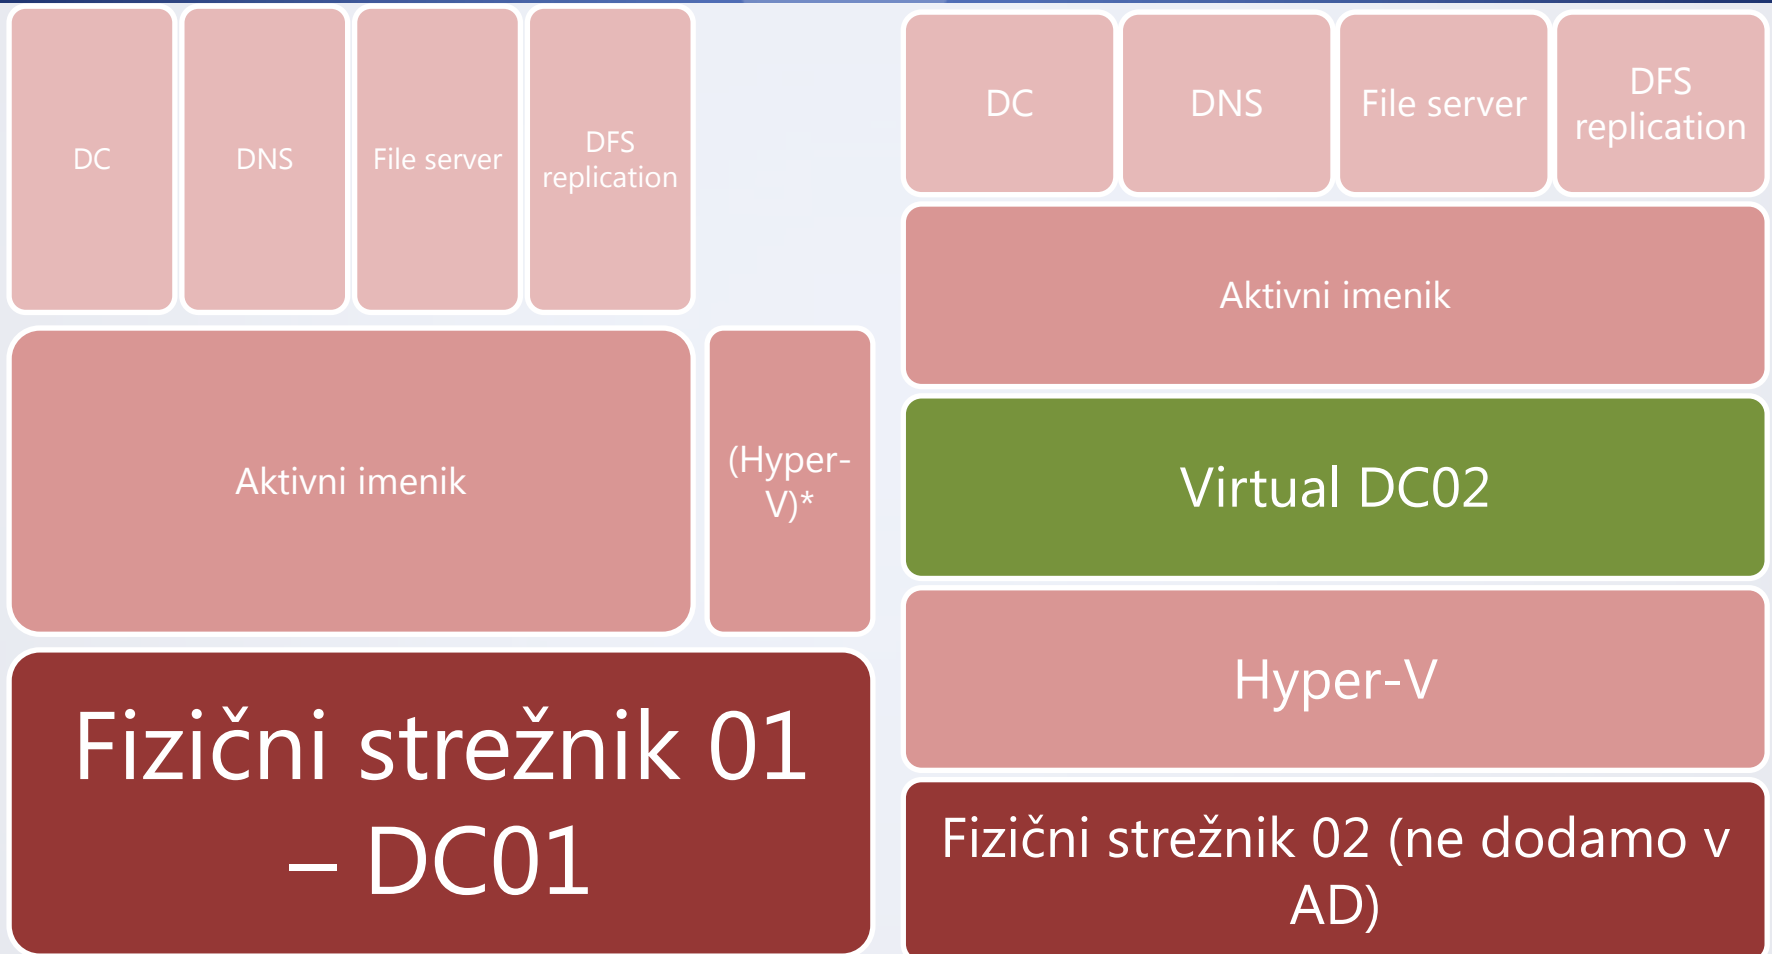 DC
DNS
File server
DFS
replication
Aktivni imenik
(Hyper-
V)*
Fizični strežnik 01
– DC01
DC
DNS
File server
DFS
replication
Aktivni imenik
Virtual DC02
Hyper-V
Fizični strežnik 02 (ne dodamo v
AD)